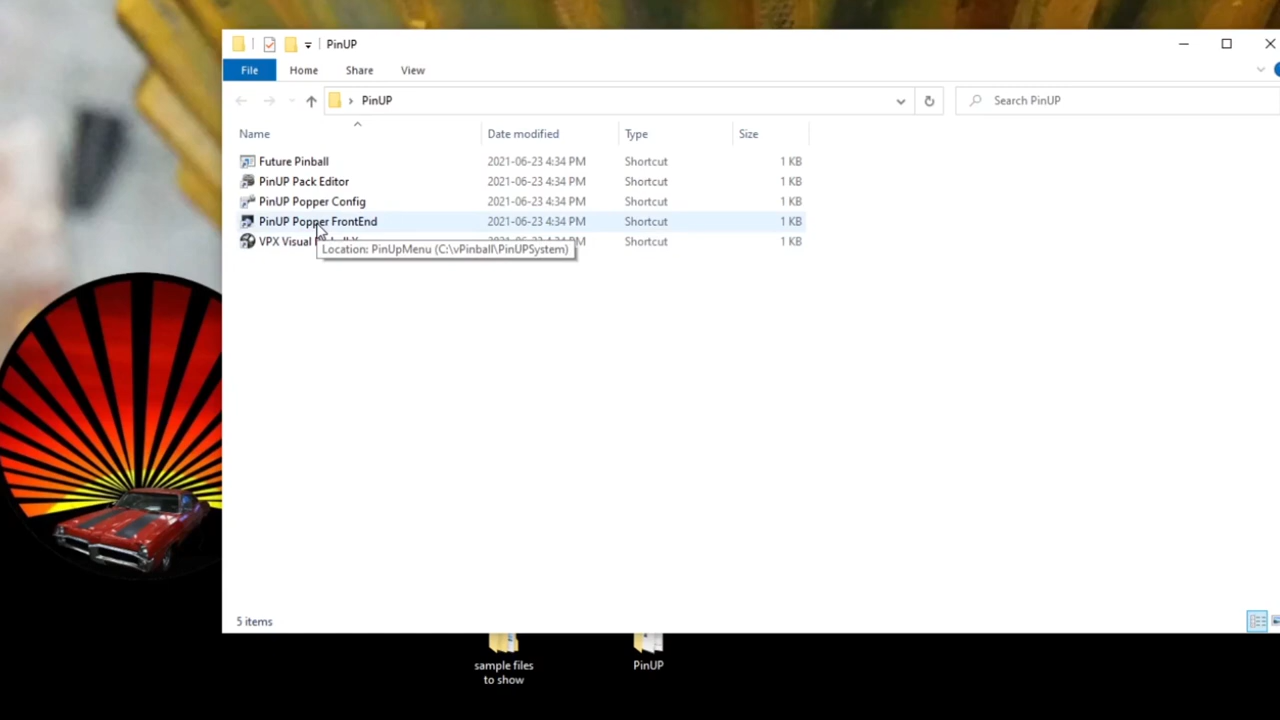 PinUP
File Home Share View
PinUP
Search PinUP
Name Date modified Type Size
Future Pinball 2021-06-23 4:34 PM Shortcut 1 KB
PinUP Pack Editor 2021-06-23 4:34 PM Shortcut 1 KB
PinUP Popper Config 2021-06-23 4:34 PM Shortcut 1 KB
PinUP Popper FrontEnd 2021-06-23 4:34 PM Shortcut 1 KB
VPX Visual 2021-06-23 4:34 PM Shortcut 1 KB
Location: PinUpMenu (C:\vPinball\PinUPSystem)
5 items
sample files
to show
PinUP